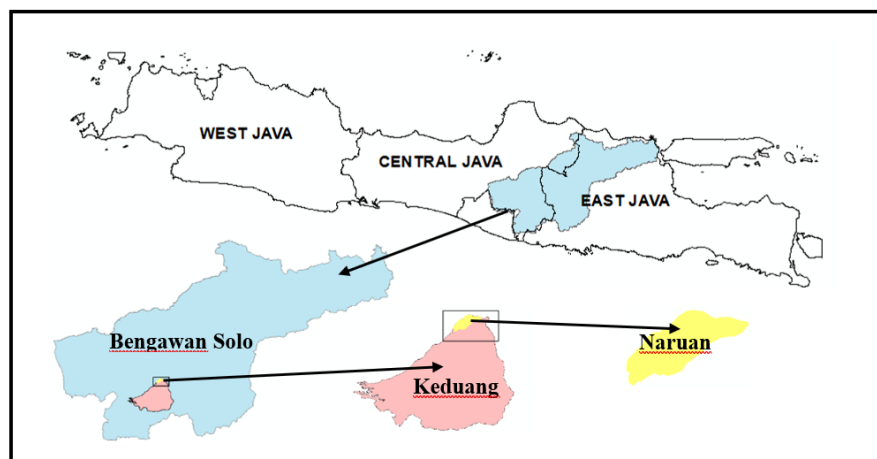 WEST JAVA
CENTRAL JAVA
EAST JAVA
Bengawan Solo
Naruan
Keduang